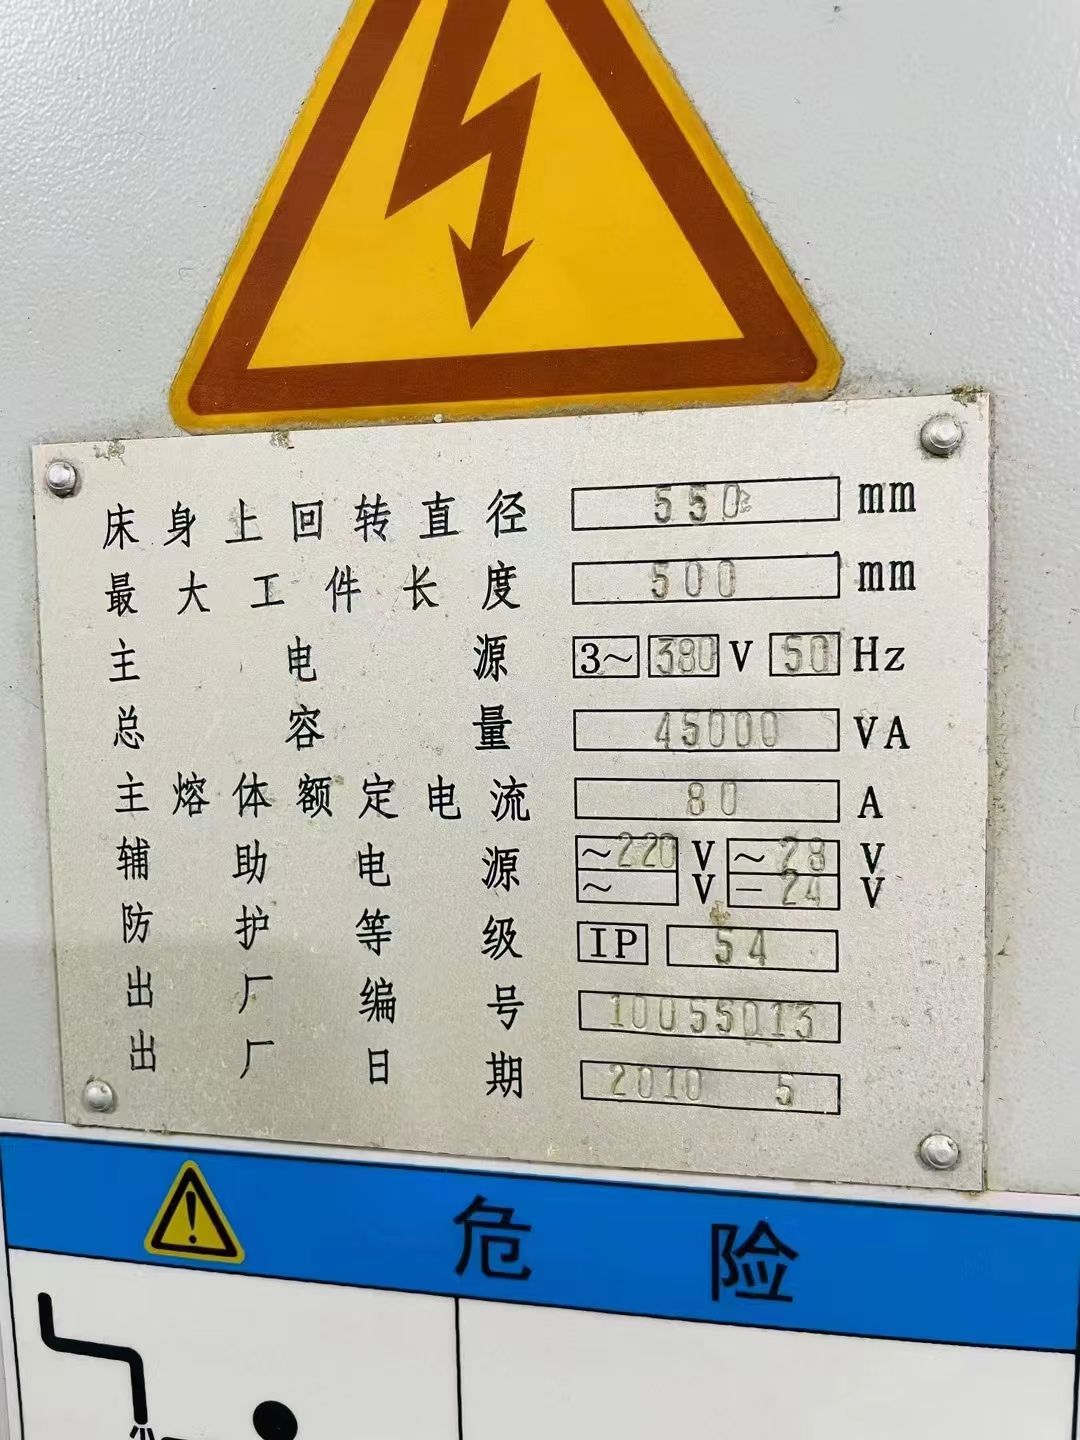 床身上回转直径 550 mm
最大工件长度 500 mm
主电源 3~ 380 V 50 Hz
总容量 45000 VA
主熔体额定电流 80 A
辅助电源 ~220 V ~28 V
~ V -24 V
防护等级 IP 54
出厂编号 10055013
出厂日期 2010 5
危险